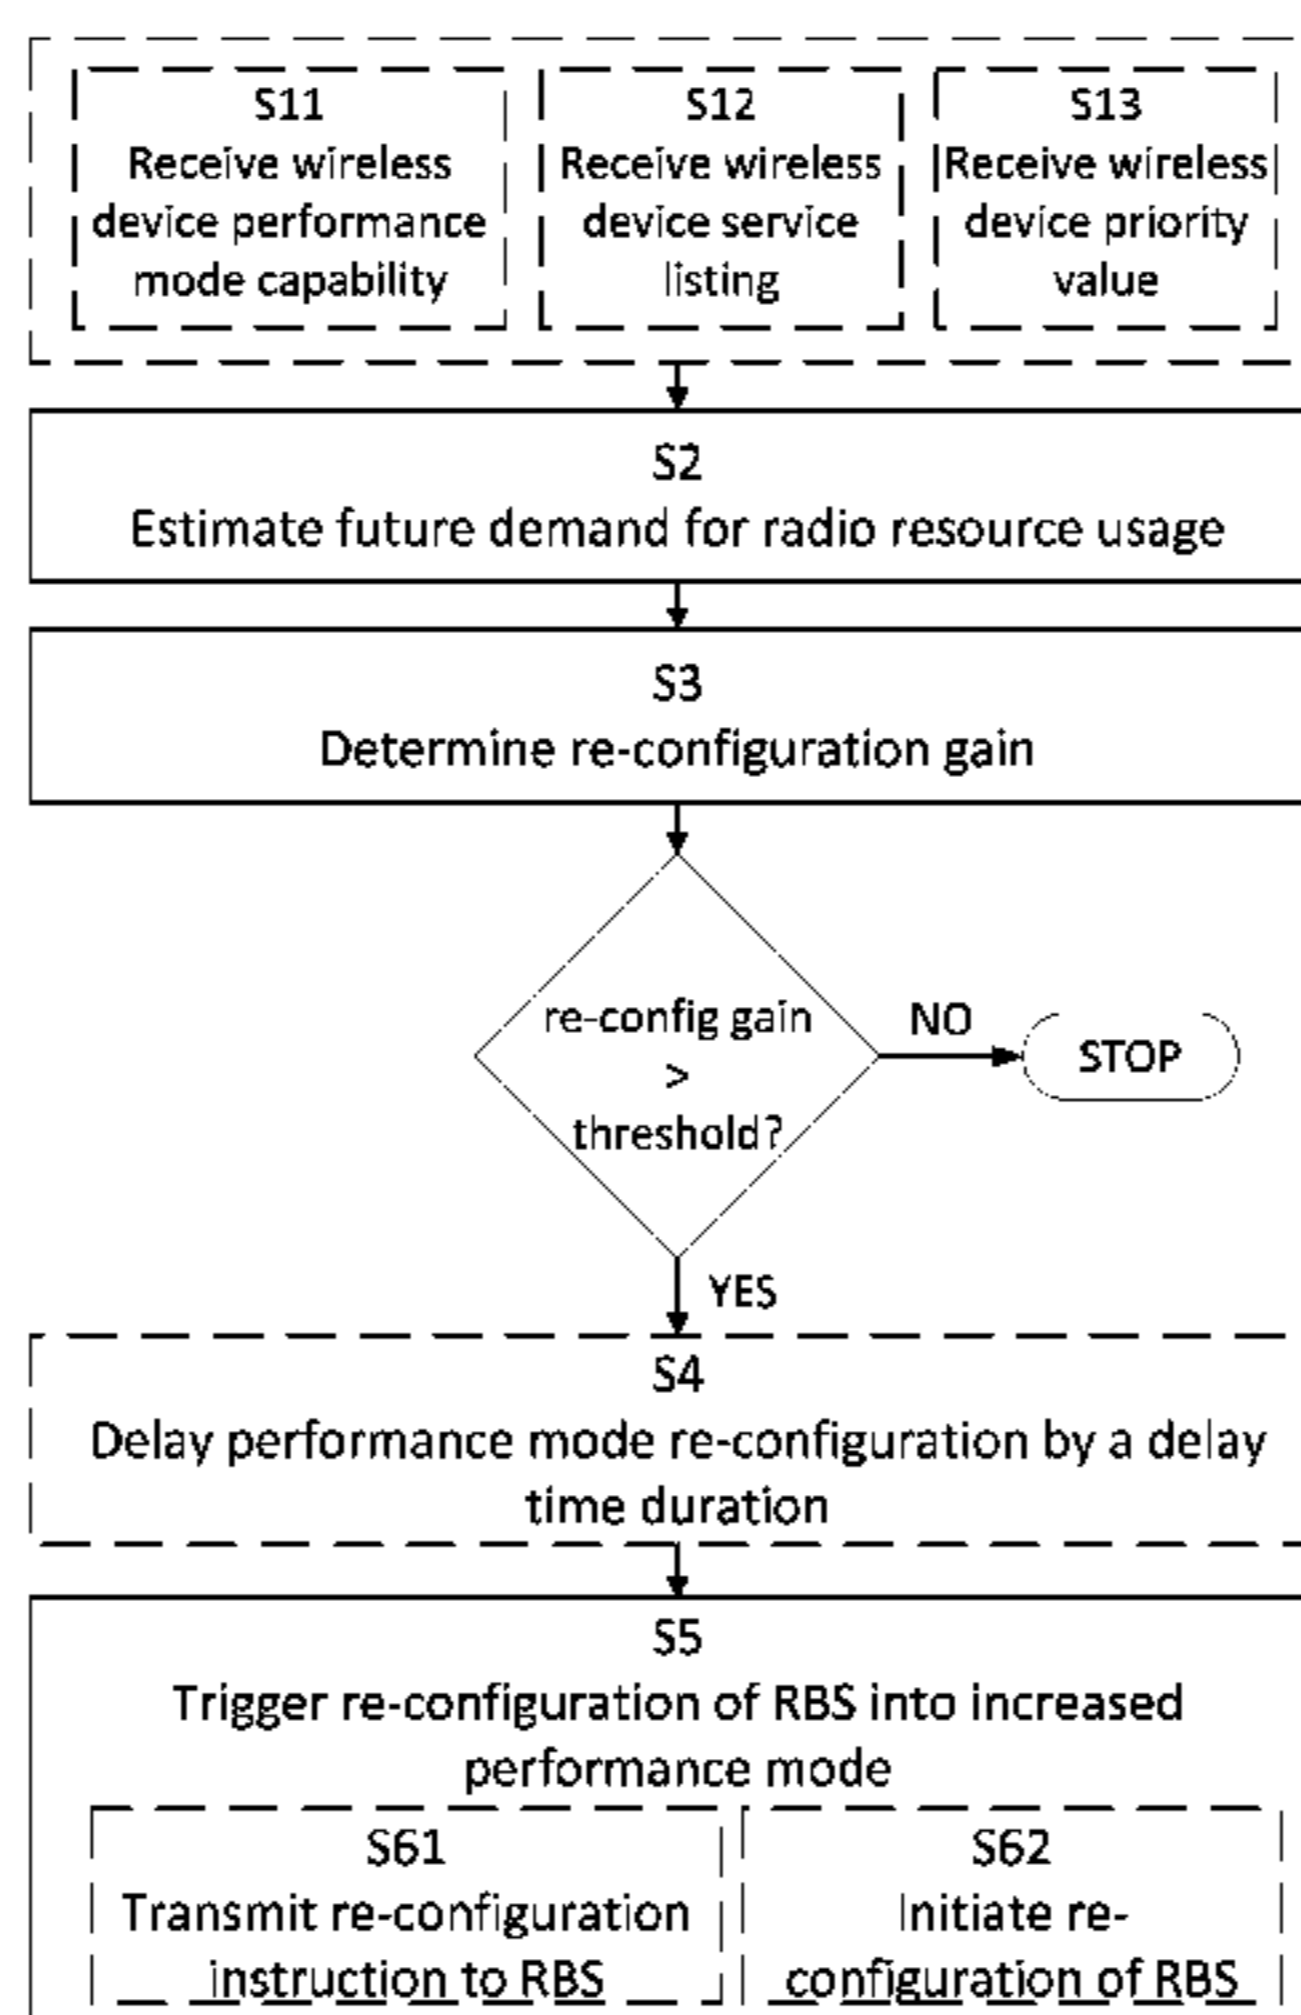 S11
Receive wireless
device performance
mode capability
S12
Receive wireless
device service
listing
S13
Receive wireless
device priority
value
S2
Estimate future demand for radio resource usage
S3
Determine re-configuration gain
re-config gain
>
threshold?
NO
STOP
YES
S4
Delay performance mode re-configuration by a delay
time duration
S5
Trigger re-configuration of RBS into increased
performance mode
S61
Transmit re-configuration
instruction to RBS
S62
Initiate re-
configuration of RBS